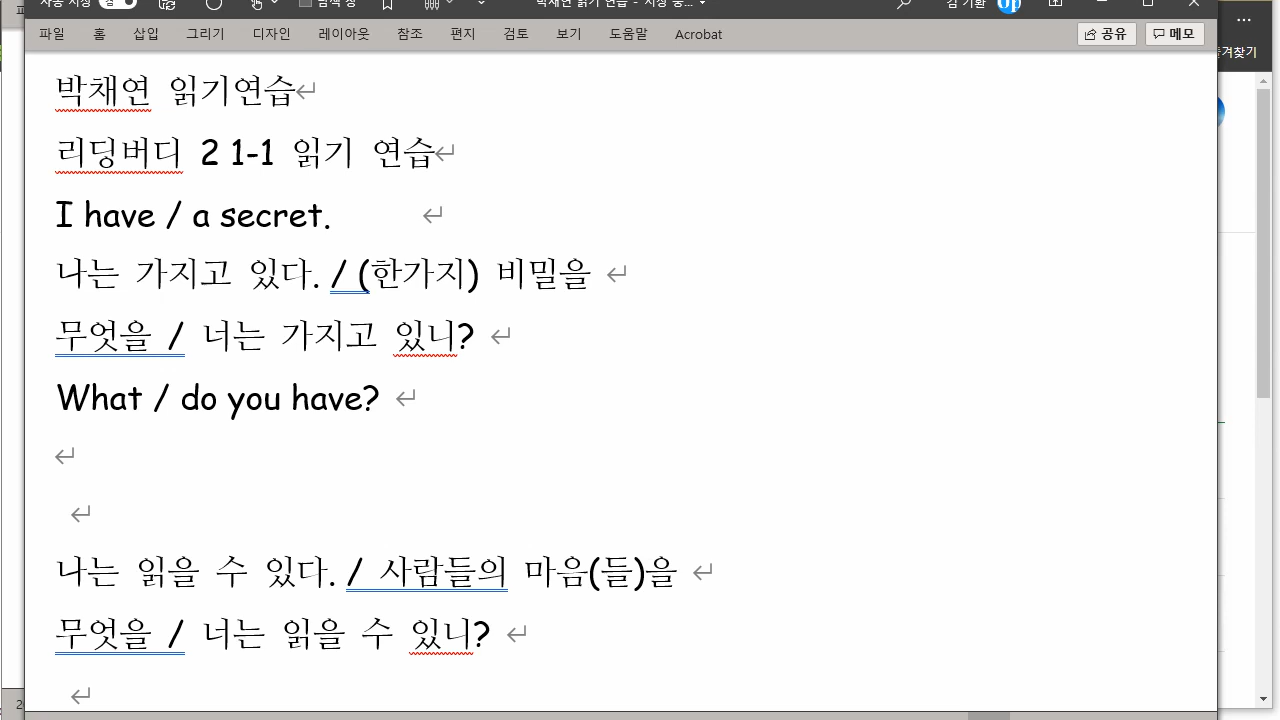 파일 홈 삽입 그리기 디자인 레이아웃 참조 편지 검토 보기 도움말 Acrobat 공유 메모
박채연 읽기연습
리딩버디 2 1-1 읽기 연습
I have / a secret.
나는 가지고 있다. / (한가지) 비밀을
무엇을 / 너는 가지고 있니?
What / do you have?
나는 읽을 수 있다. / 사람들의 마음(들)을
무엇을 / 너는 읽을 수 있니?